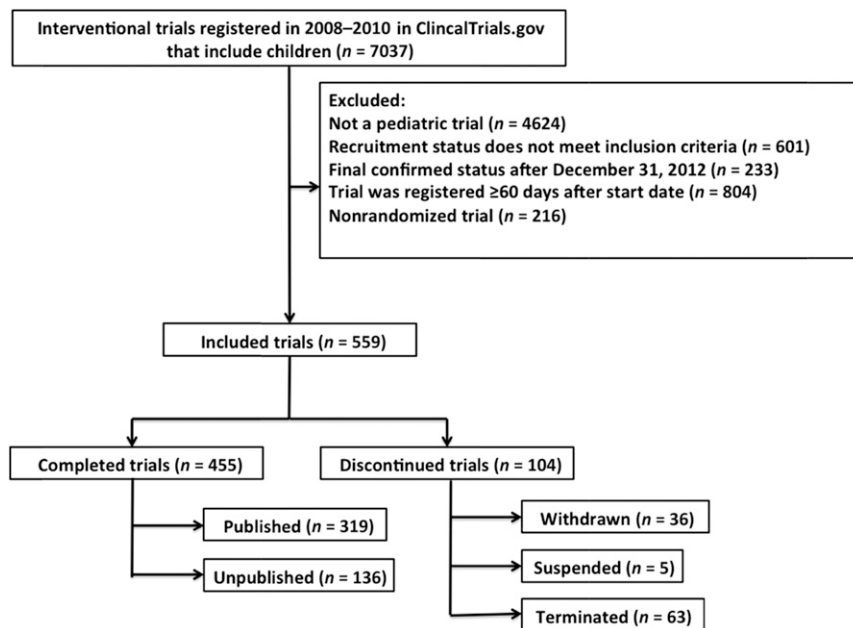 Interventional trials registered in 2008–2010 in ClincalTrials.gov
that include children (n = 7037)
Excluded:
Not a pediatric trial (n = 4624)
Recruitment status does not meet inclusion criteria (n = 601)
Final confirmed status after December 31, 2012 (n = 233)
Trial was registered ≥60 days after start date (n = 804)
Nonrandomized trial (n = 216)
Included trials (n = 559)
Completed trials (n = 455)
Discontinued trials (n = 104)
Published (n = 319)
Unpublished (n = 136)
Withdrawn (n = 36)
Suspended (n = 5)
Terminated (n = 63)